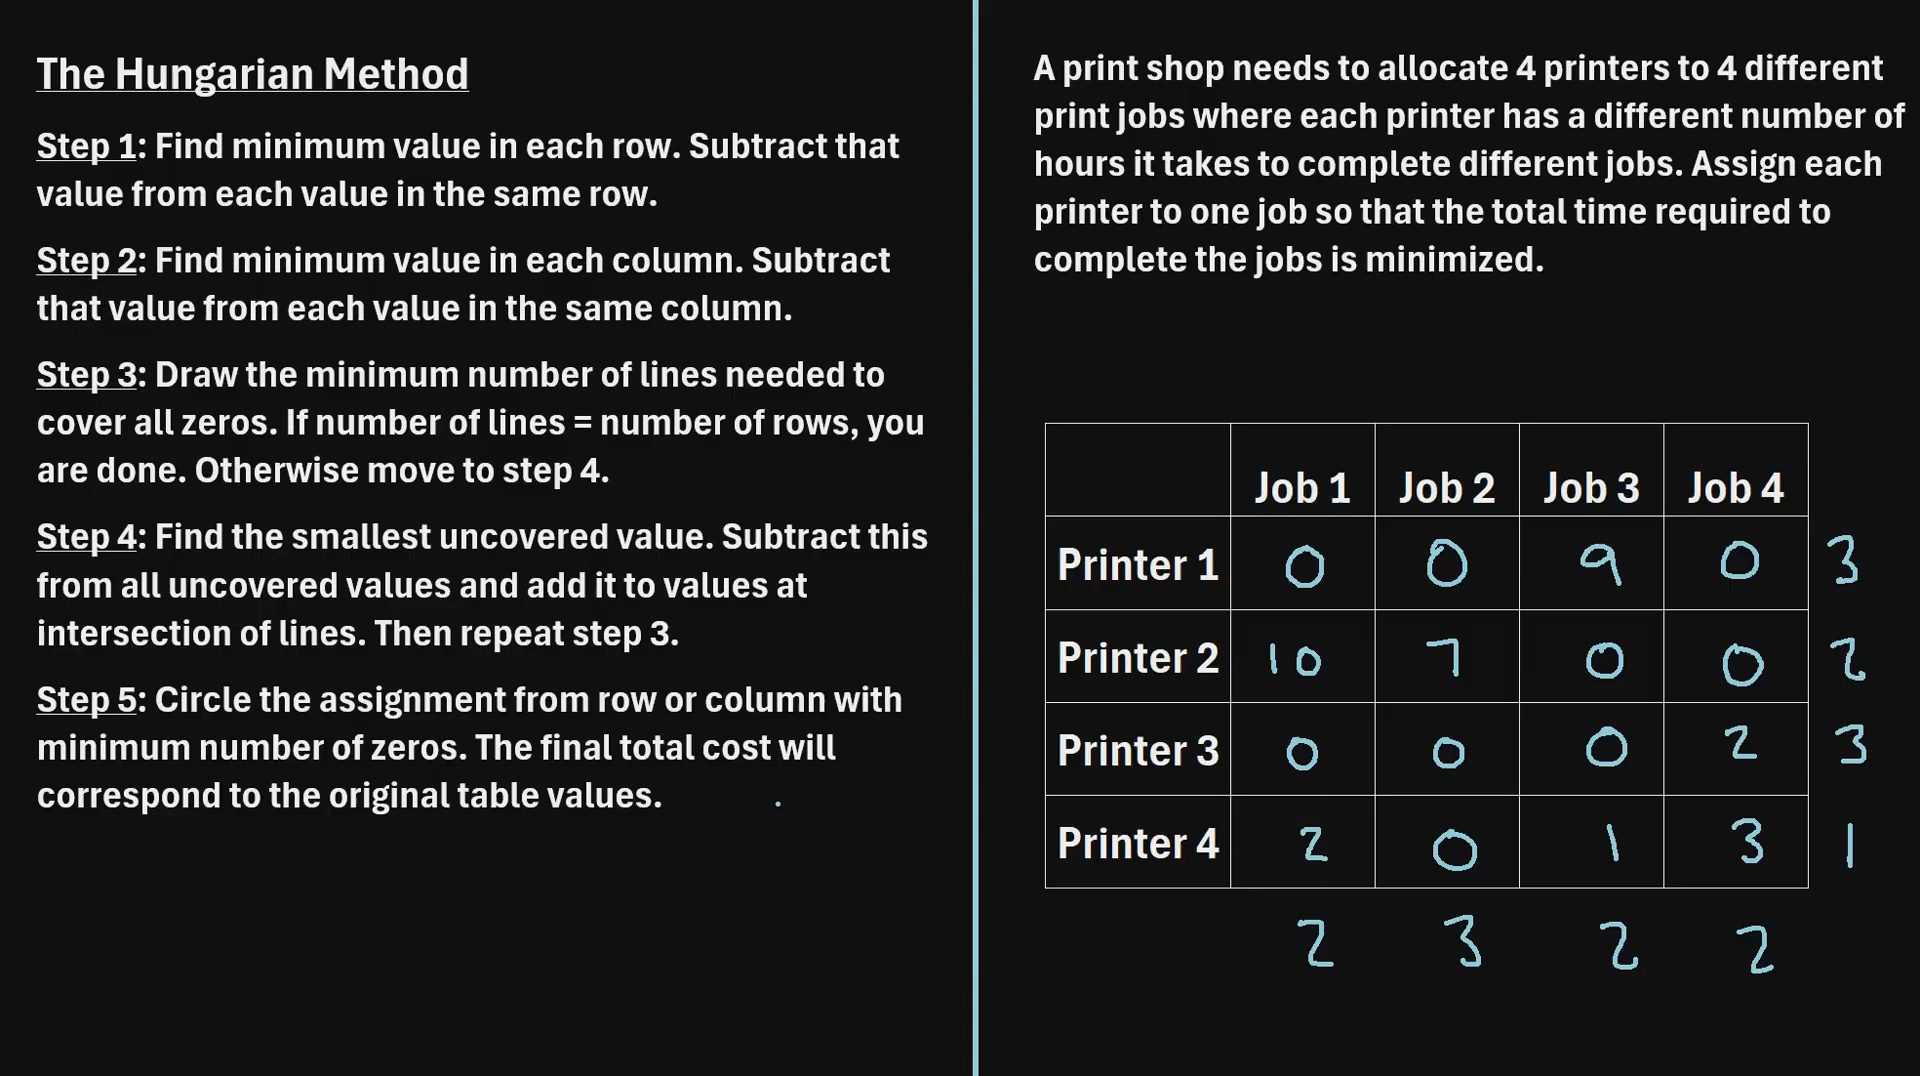 The Hungarian Method
Step 1: Find minimum value in each row. Subtract that
value from each value in the same row.
Step 2: Find minimum value in each column. Subtract
that value from each value in the same column.
Step 3: Draw the minimum number of lines needed to
cover all zeros. If number of lines = number of rows, you
are done. Otherwise move to step 4.
Step 4: Find the smallest uncovered value. Subtract this
from all uncovered values and add it to values at
intersection of lines. Then repeat step 3.
Step 5: Circle the assignment from row or column with
minimum number of zeros. The final total cost will
correspond to the original table values.
A print shop needs to allocate 4 printers to 4 different
print jobs where each printer has a different number of
hours it takes to complete different jobs. Assign each
printer to one job so that the total time required to
complete the jobs is minimized.
Job 1 Job 2 Job 3 Job 4
Printer 1 0 0 9 0 3
Printer 2 10 7 0 0 2
Printer 3 0 0 0 2 3
Printer 4 2 0 1 3 1
2 3 2 2